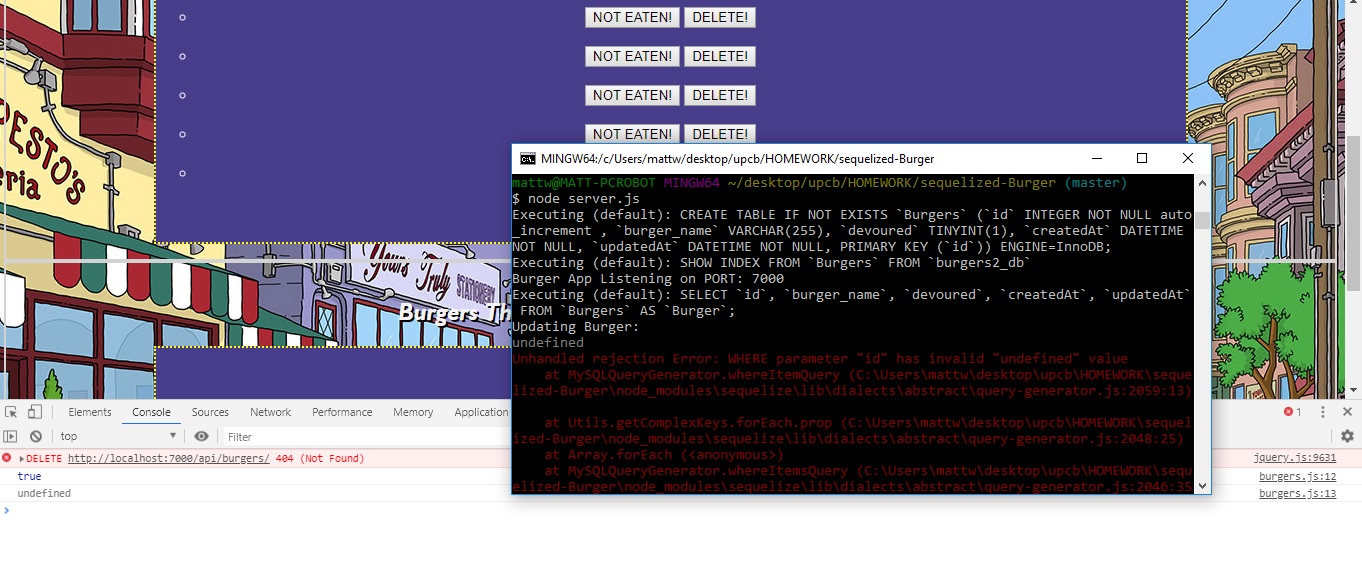 NOT EATEN! DELETE!
NOT EATEN! DELETE!
NOT EATEN! DELETE!
NOT EATEN! DELETE!
Yours Truly
STATIONERY
Burgers Th
MINGW64:/c/Users/mattw/desktop/upcb/HOMEWORK/sequelized-Burger
mattw@MATT-PCROBOT MINGW64 ~/desktop/upcb/HOMEWORK/sequelized-Burger (master)
$ node server.js
Executing (default): CREATE TABLE IF NOT EXISTS `Burgers` (`id` INTEGER NOT NULL auto
_increment , `burger_name` VARCHAR(255), `devoured` TINYINT(1), `createdAt` DATETIME
NOT NULL, `updatedAt` DATETIME NOT NULL, PRIMARY KEY (`id`)) ENGINE=InnoDB;
Executing (default): SHOW INDEX FROM `Burgers` FROM `burgers2_db`
Burger App Listening on PORT: 7000
Executing (default): SELECT `id`, `burger_name`, `devoured`, `createdAt`, `updatedAt`
FROM `Burgers` AS `Burger`;
Updating Burger:
undefined
Unhandled rejection Error: WHERE parameter "id" has invalid "undefined" value
at MySQLQueryGenerator.whereItemQuery (C:\Users\mattw\desktop\upcb\HOMEWORK\seque
lized-Burger\node_modules\sequelize\lib\dialects\abstract\query-generator.js:2059:13)
at Utils.getComplexKeys.forEach.prop (C:\Users\mattw\desktop\upcb\HOMEWORK\sequel
ized-Burger\node_modules\sequelize\lib\dialects\abstract\query-generator.js:2048:25)
at Array.forEach (<anonymous>)
at MySQLQueryGenerator.whereItemsQuery (C:\Users\mattw\desktop\upcb\HOMEWORK\sequ
elized-Burger\node_modules\sequelize\lib\dialects\abstract\query-generator.js:2046:35
Elements Console Sources Network Performance Memory Application
1
top Filter
DELETE http://localhost:7000/api/burgers/ 404 (Not Found) jquery.js:9631
true burgers.js:12
undefined burgers.js:13